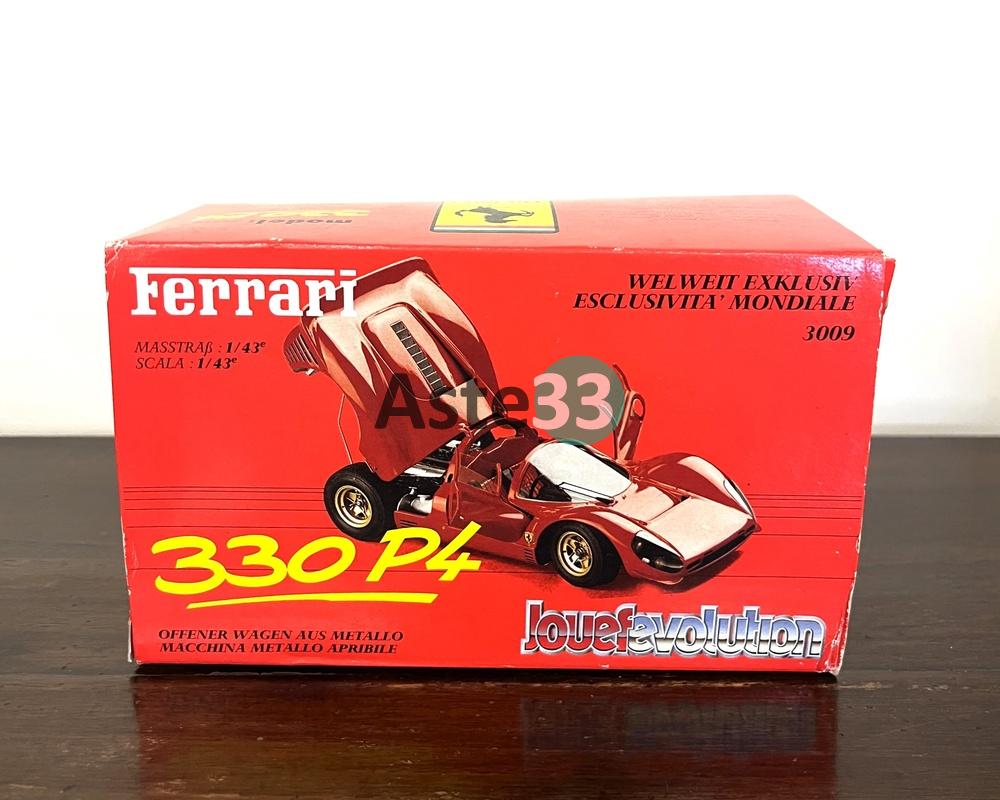 model:
Ferrari
WELWEIT EXKLUSIV
ESCLUSIVITA' MONDIALE
3009
MASSTRAß : 1/43e
SCALA : 1/43e
Aste33
330 P4
Jouefevolution
OFFENER WAGEN AUS METALLO
MACCHINA METALLO APRIBILE